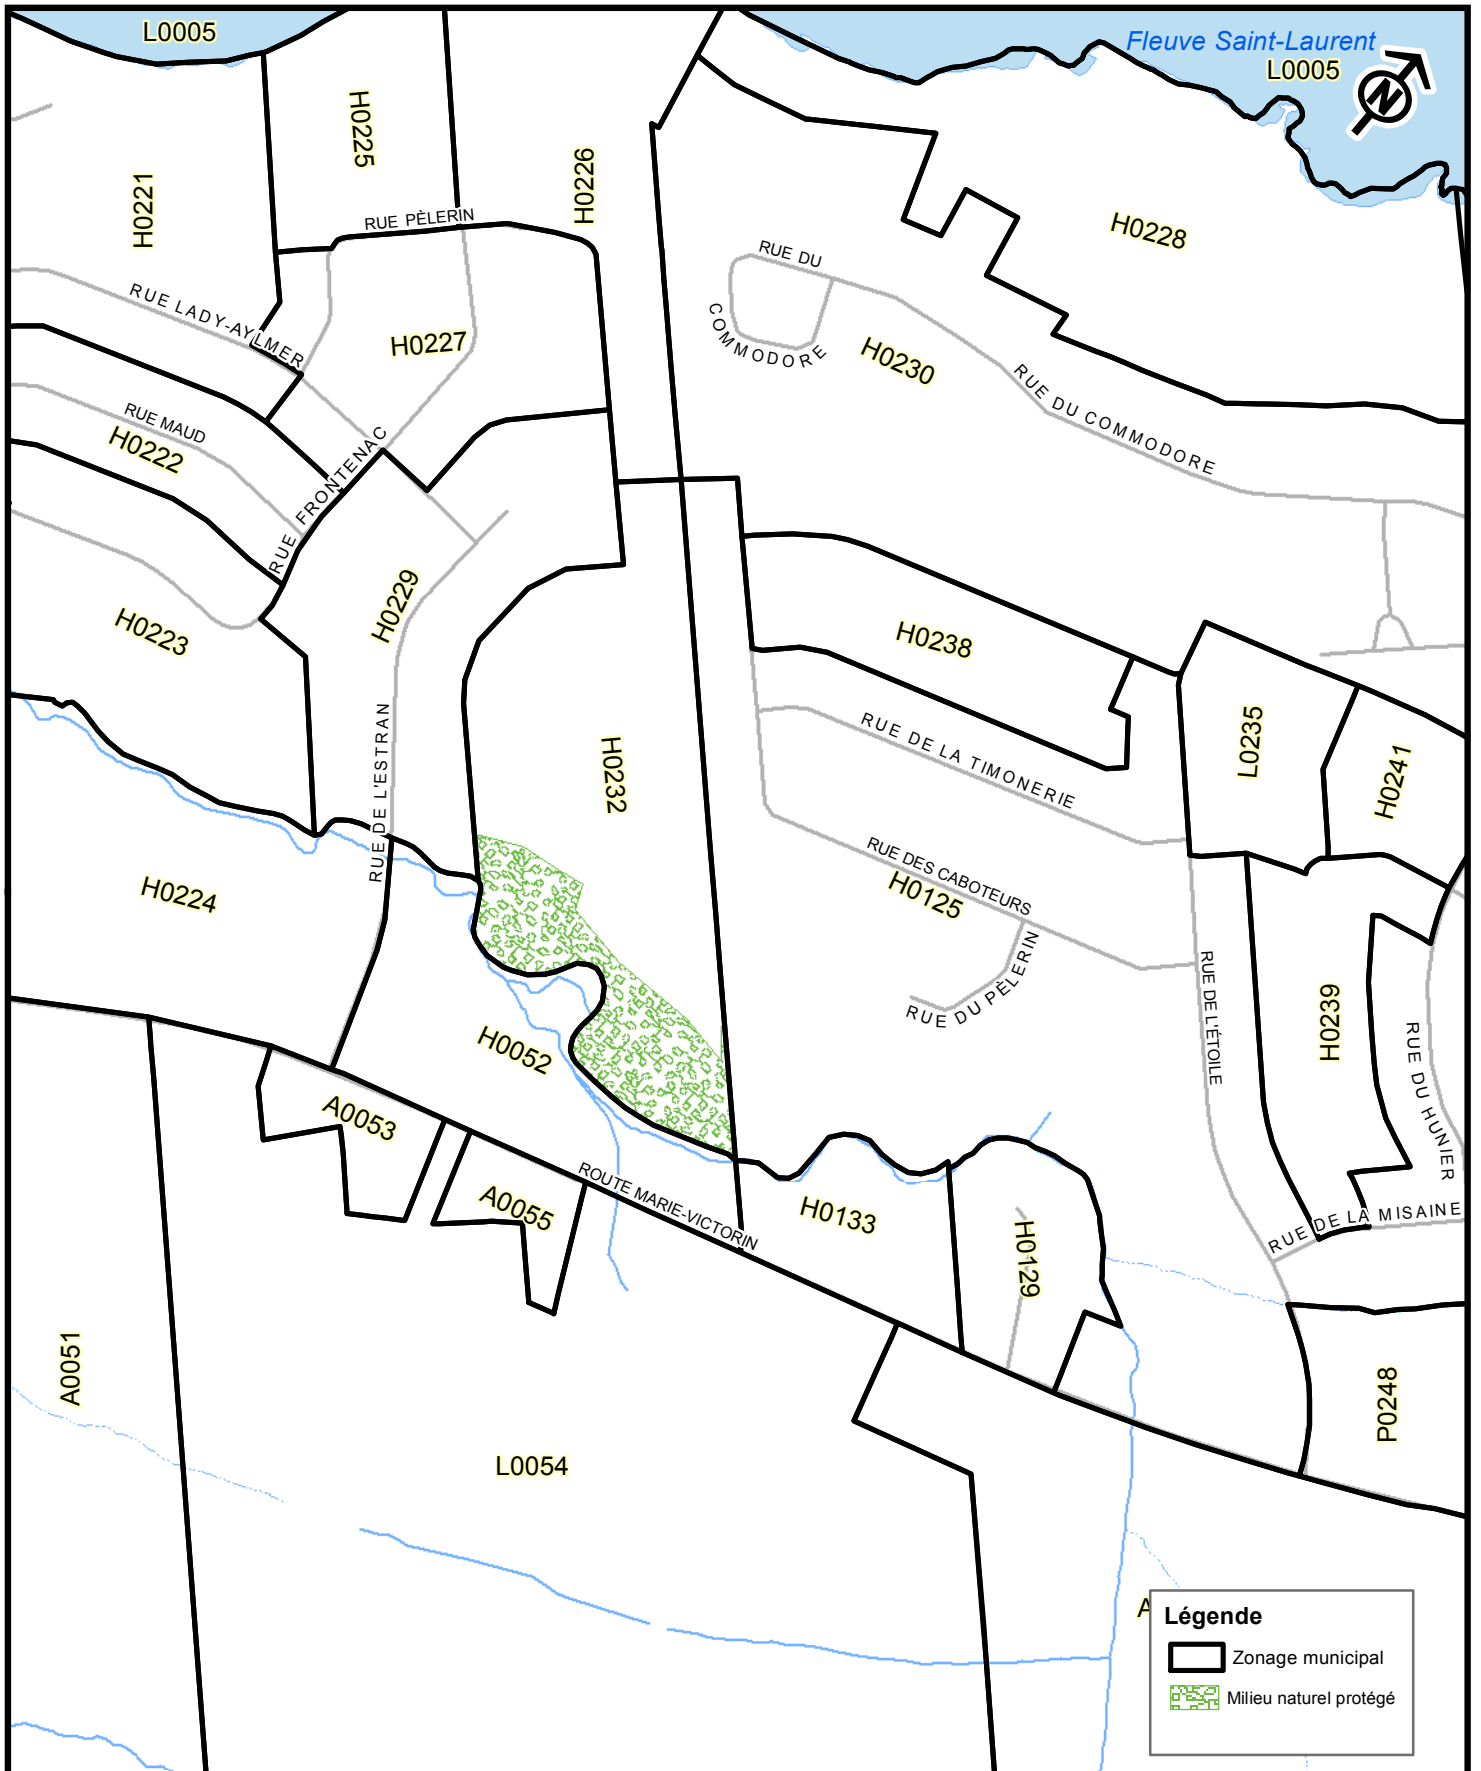 L0005
Fleuve Saint-Laurent
L0005
N
H0225
H0226
H0221
RUE PÈLERIN
H0228
RUE DU
COMMODORE
RUE LADY-AYLMER
H0227
H0230
RUE DU COMMODORE
RUE MAUD
H0222
RUE FRONTENAC
H0229
H0223
H0238
RUE DE L'ESTRAN
H0232
RUE DE LA TIMONERIE
L0235
H0241
RUE DES CABOTEURS
H0125
H0224
RUE DU PÈLERIN
RUE DE L'ÉTOILE
H0239
RUE DU HUNIER
H0052
A0053
A0055
ROUTE MARIE-VICTORIN
H0133
H0129
RUE DE LA MISAINE
A0051
P0248
L0054
A
Légende
Zonage municipal
Milieu naturel protégé